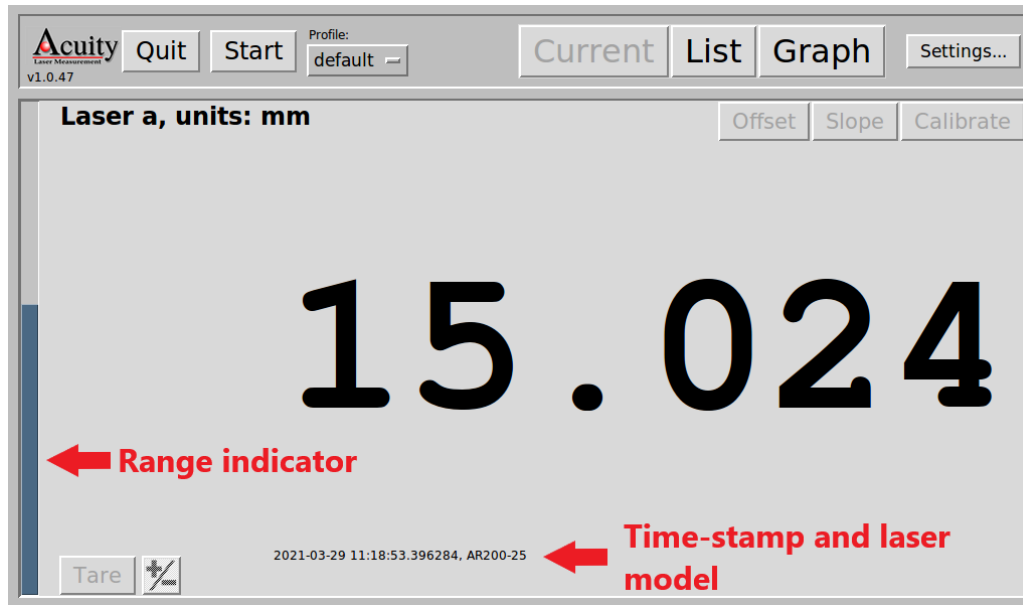 Acuity
Laser Measurement
v1.0.47
Quit
Start
Profile:
default
Current
List
Graph
Settings...
Laser a, units: mm
Offset
Slope
Calibrate
15.024
Range indicator
2021-03-29 11:18:53.396284, AR200-25
Time-stamp and laser
model
Tare
+/-